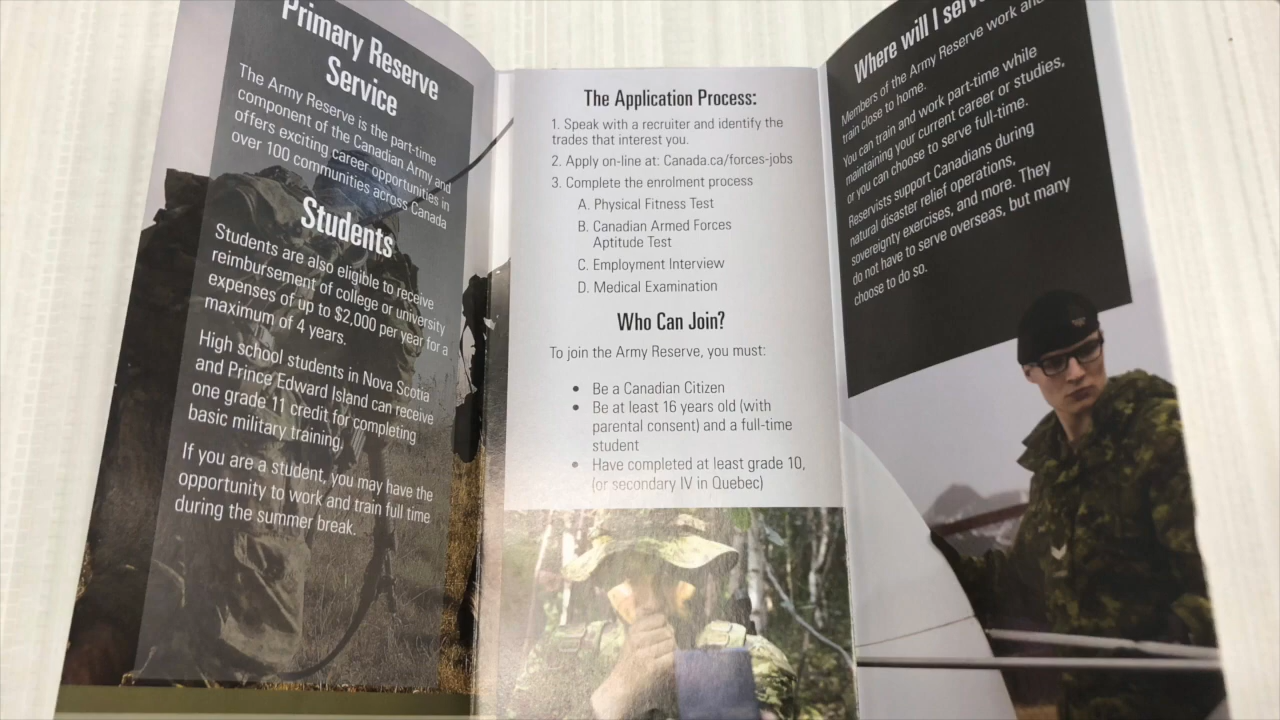 Primary Reserve
Service
The Army Reserve is the part-time
component of the Canadian Army and
offers exciting career opportunities in
over 100 communities across Canada
Students
Students are also eligible to receive
reimbursement of college or university
expenses of up to $2,000 per year for a
maximum of 4 years.
High school students in Nova Scotia
and Prince Edward Island can receive
one grade 11 credit for completing
basic military training.
If you are a student, you may have the
opportunity to work and train full time
during the summer break.
The Application Process:
1. Speak with a recruiter and identify the
trades that interest you.
2. Apply on-line at: Canada.ca/forces-jobs
3. Complete the enrolment process
A. Physical Fitness Test
B. Canadian Armed Forces
Aptitude Test
C. Employment Interview
D. Medical Examination
Who Can Join?
To join the Army Reserve, you must:
• Be a Canadian Citizen
• Be at least 16 years old (with
parental consent) and a full-time
student
• Have completed at least grade 10,
(or secondary IV in Quebec)
Where will I serve
Members of the Army Reserve work and
train close to home.
You can train and work part-time while
maintaining your current career or studies,
or you can choose to serve full-time.
Reservists support Canadians during
natural disaster relief operations,
sovereignty exercises, and more. They
do not have to serve overseas, but many
choose to do so.